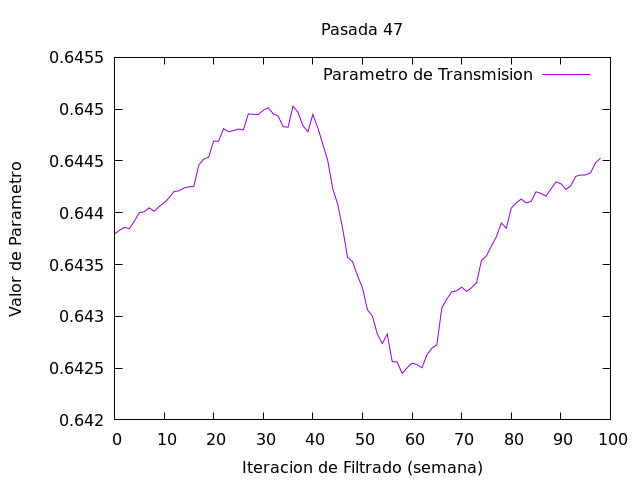 Pasada 47
Parametro de Transmision
0.6455
0.645
0.6445
0.644
0.6435
0.643
0.6425
0.642
Valor de Parametro
0 10 20 30 40 50 60 70 80 90 100
Iteracion de Filtrado (semana)